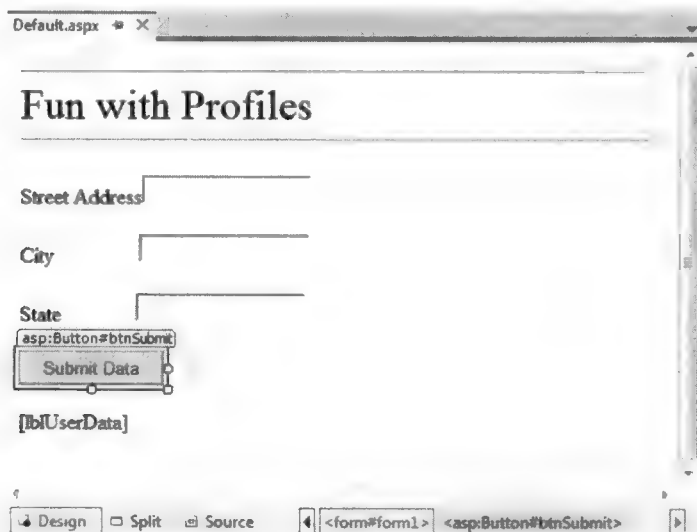 Default.aspx
Fun with Profiles
Street Address
City
State
asp:Button#btnSubmit
Submit Data
[lblUserData]
Design Split Source <form#form1> <asp:Button#btnSubmit>